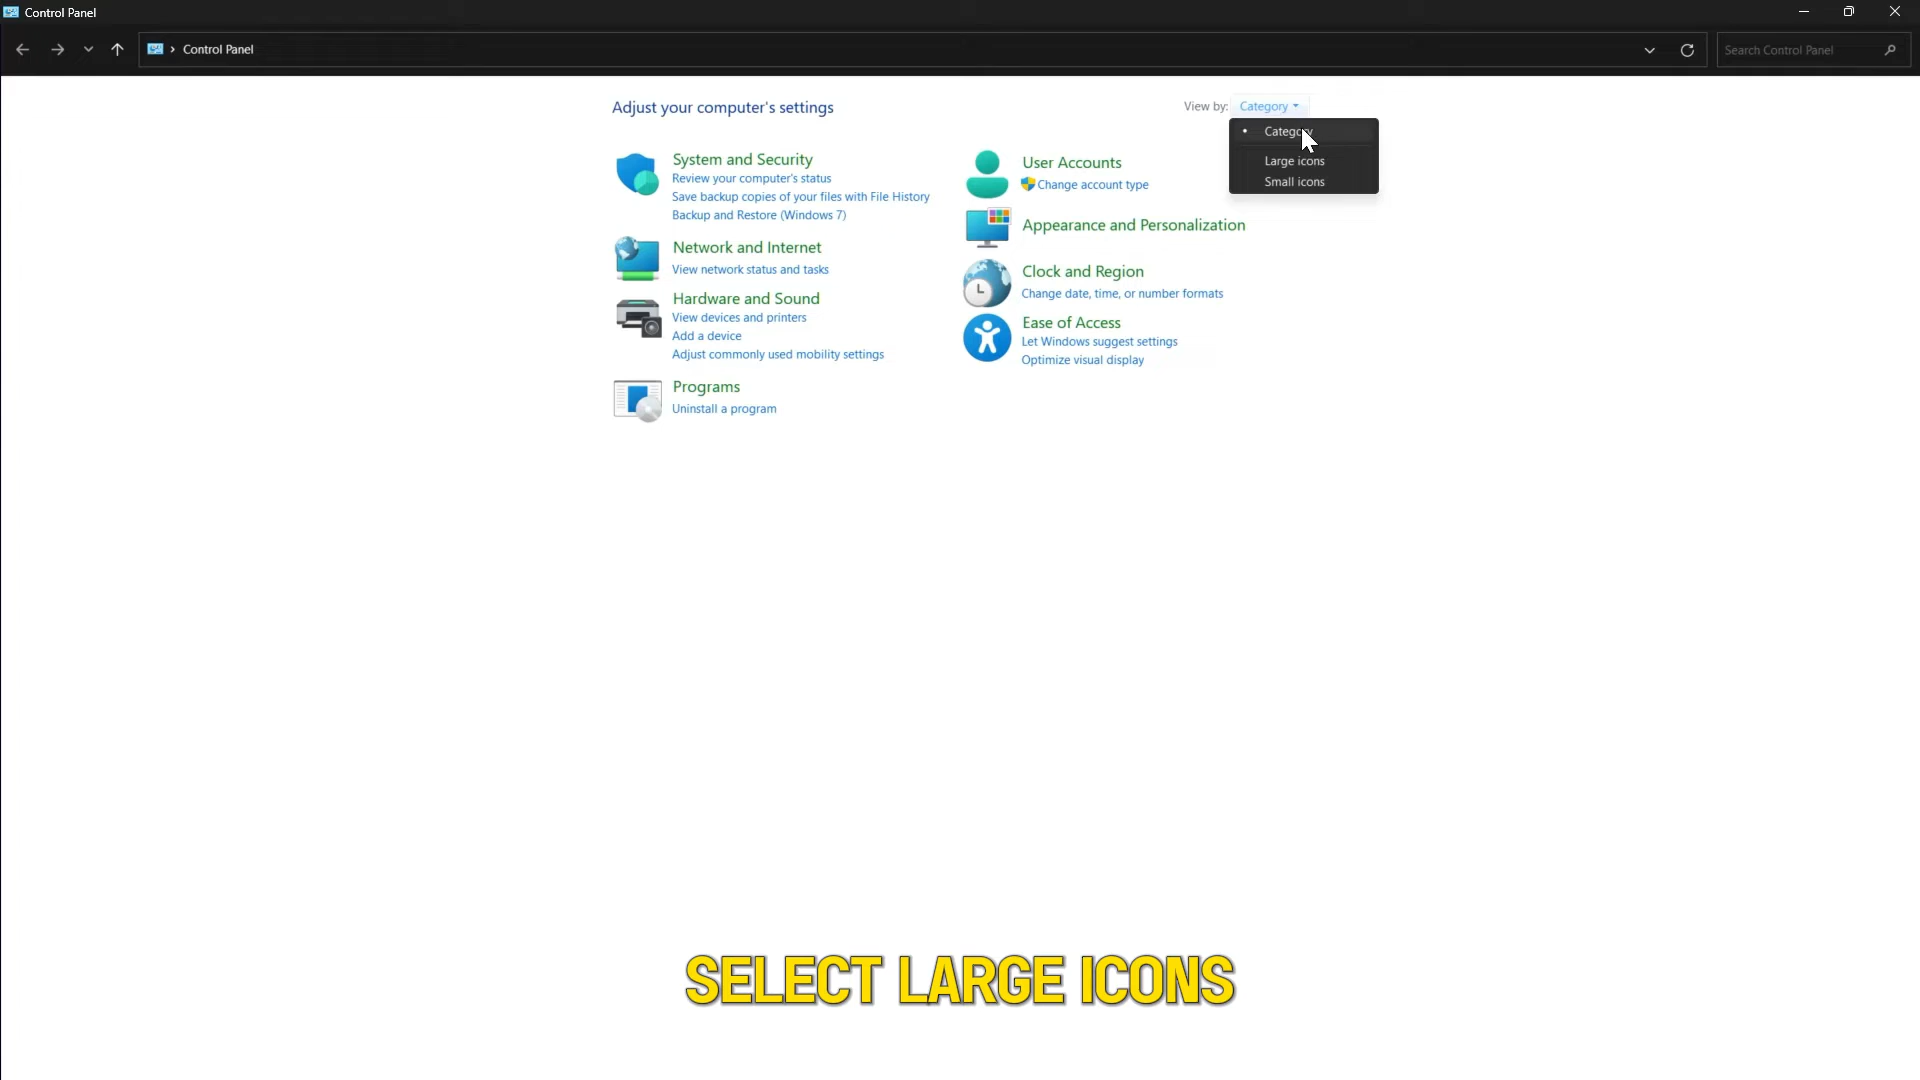 Control Panel
Control Panel
Search Control Panel
Adjust your computer's settings
View by: Category
Category
Large icons
Small icons
System and Security
Review your computer's status
Save backup copies of your files with File History
Backup and Restore (Windows 7)
Network and Internet
View network status and tasks
Hardware and Sound
View devices and printers
Add a device
Adjust commonly used mobility settings
Programs
Uninstall a program
User Accounts
Change account type
Appearance and Personalization
Clock and Region
Change date, time, or number formats
Ease of Access
Let Windows suggest settings
Optimize visual display
SELECT LARGE ICONS